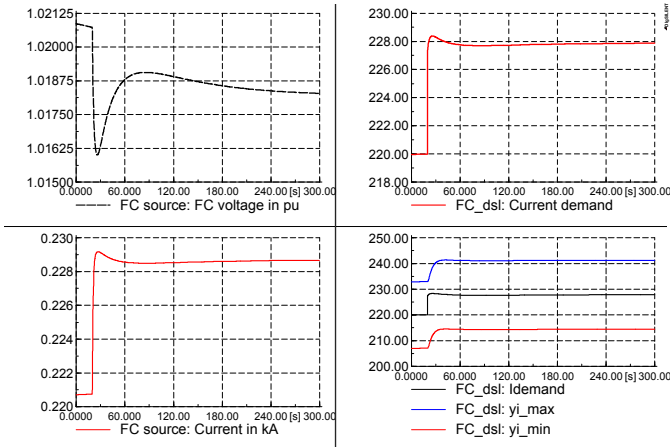 1.02125
1.02000
1.01875
1.01750
1.01625
1.01500
0.0000 60.000 120.00 180.00 240.00 [s] 300.00
FC source: FC voltage in pu
230.00
228.00
226.00
224.00
222.00
220.00
218.00
0.0000 60.000 120.00 180.00 240.00 [s] 300.00
FC_dsl: Current demand
DIgSILENT
0.230
0.228
0.226
0.224
0.222
0.220
0.0000 60.000 120.00 180.00 240.00 [s] 300.00
FC source: Current in kA
250.00
240.00
230.00
220.00
210.00
200.00
0.0000 60.000 120.00 180.00 240.00 [s] 300.00
FC_dsl: Idemand
FC_dsl: yi_max
FC_dsl: yi_min